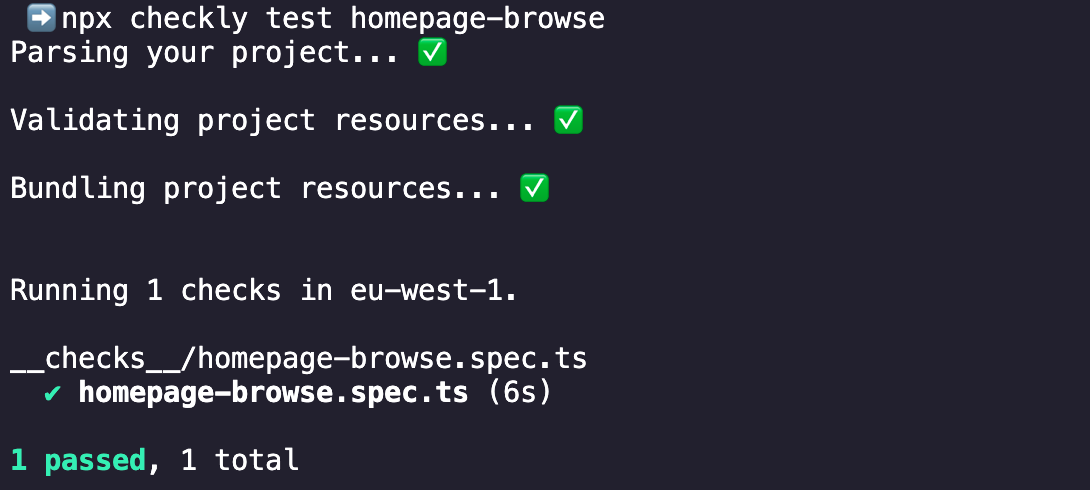 ➡️npx checkly test homepage-browse
Parsing your project... ✅
Validating project resources... ✅
Bundling project resources... ✅
Running 1 checks in eu-west-1.
__checks__/homepage-browse.spec.ts
✔ homepage-browse.spec.ts (6s)
1 passed, 1 total